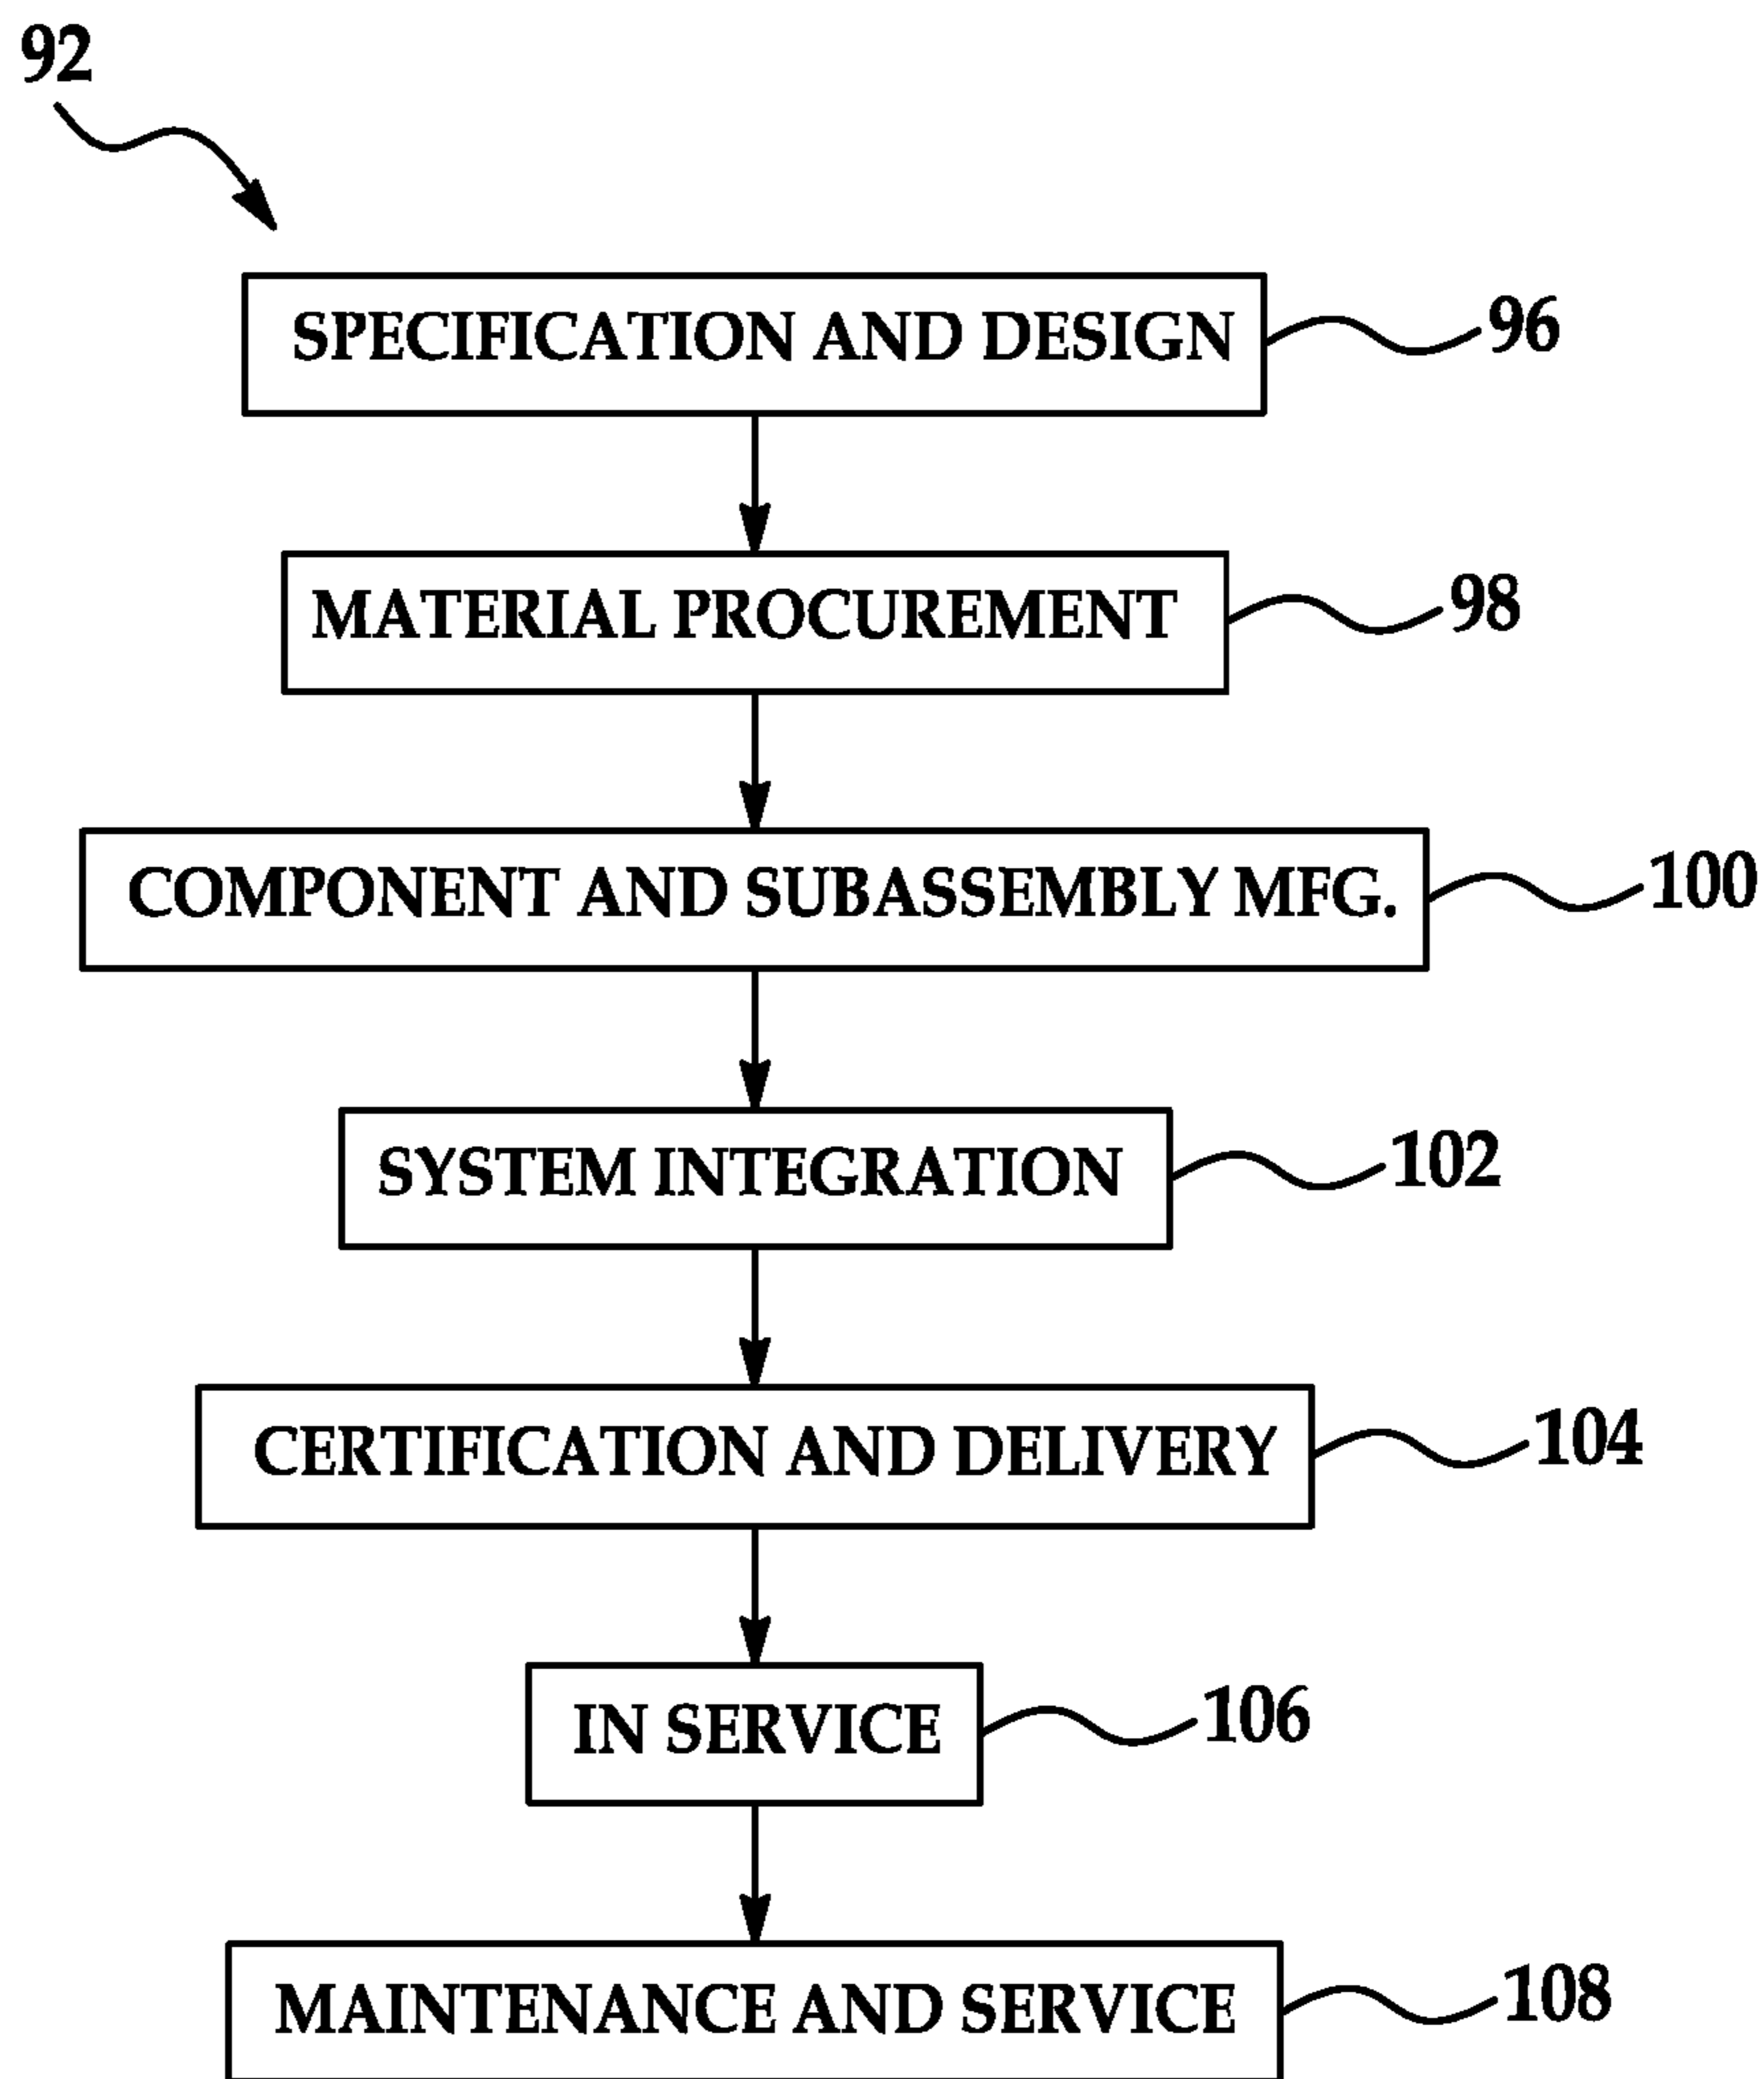 92
SPECIFICATION AND DESIGN
96
MATERIAL PROCUREMENT
98
COMPONENT AND SUBASSEMBLY MFG.
100
SYSTEM INTEGRATION
102
CERTIFICATION AND DELIVERY
104
IN SERVICE
106
MAINTENANCE AND SERVICE
108